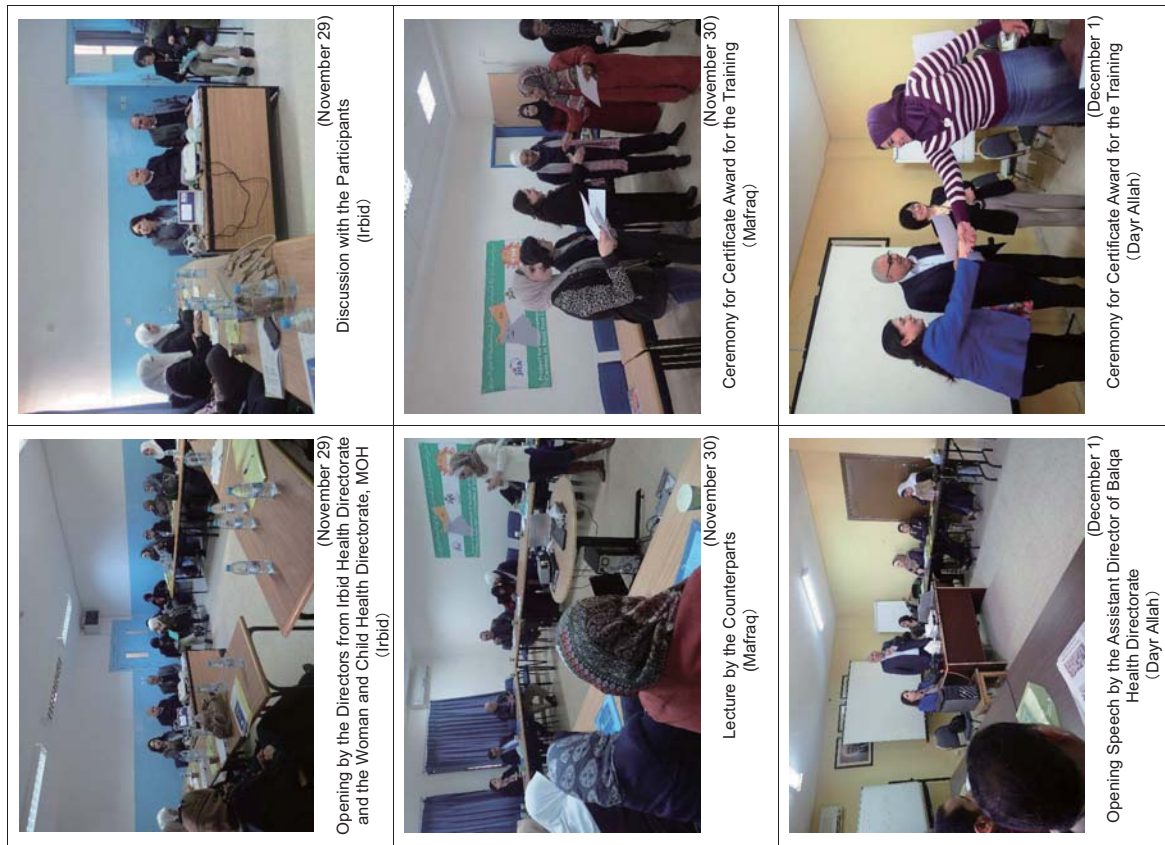 (November 29)
Opening by the Directors from Irbid Health Directorate
and the Woman and Child Health Directorate, MOH
(Irbid)
(November 29)
Discussion with the Participants
(Irbid)
(November 30)
Lecture by the Counterparts
(Mafraq)
(November 30)
Ceremony for Certificate Award for the Training
(Mafraq)
(December 1)
Opening Speech by the Assistant Director of Balqa
Health Directorate
(Dayr Allah)
(December 1)
Ceremony for Certificate Award for the Training
(Dayr Allah)